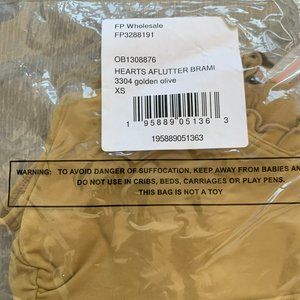 FP Wholesale
FP3288191
OB1308876
HEARTS AFLUTTER BRAMI
3304 golden olive
XS
1 95889 05136 3
195889051363
WARNING: TO AVOID DANGER OF SUFFOCATION, KEEP AWAY FROM BABIES AN
DO NOT USE IN CRIBS, BEDS, CARRIAGES OR PLAY PENS.
THIS BAG IS NOT A TOY